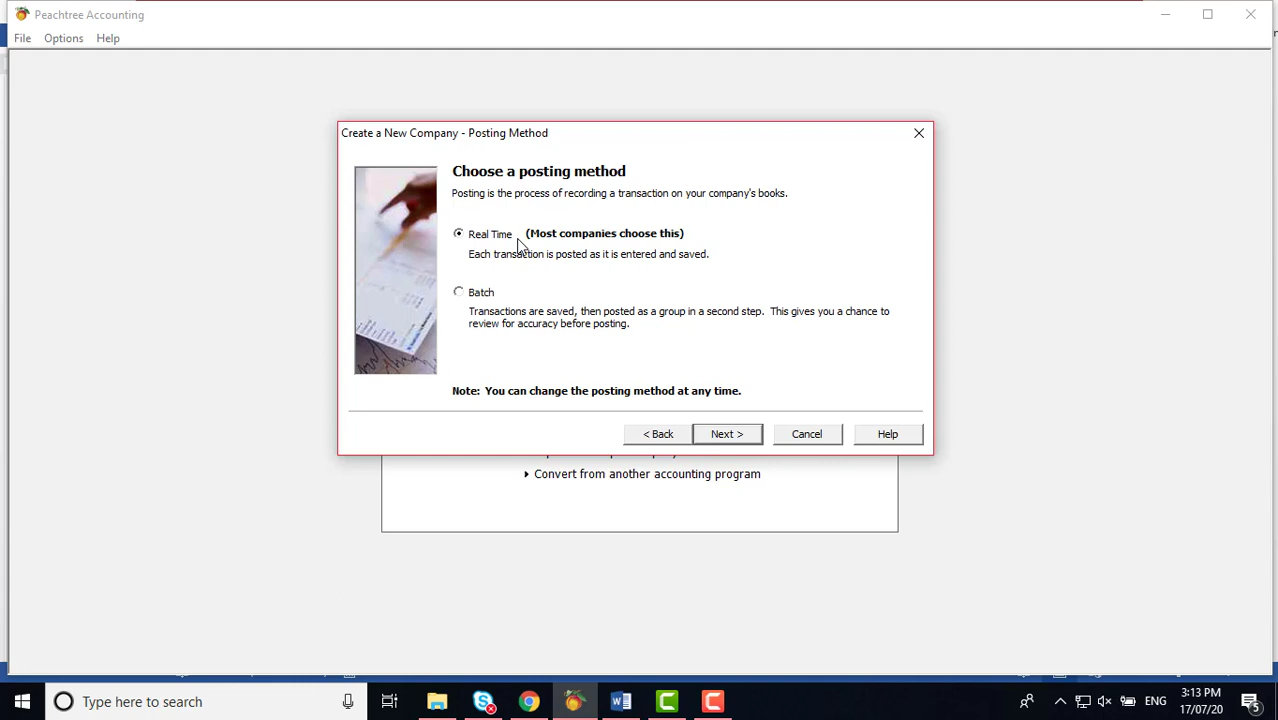 Peachtree Accounting
File Options Help
Create a New Company - Posting Method
Choose a posting method
Posting is the process of recording a transaction on your company's books.
Real Time (Most companies choose this)
Each transaction is posted as it is entered and saved.
Batch
Transactions are saved, then posted as a group in a second step. This gives you a chance to
review for accuracy before posting.
Note: You can change the posting method at any time.
< Back Next > Cancel Help
Convert from another accounting program
Type here to search
ENG
3:13 PM
17/07/20
5